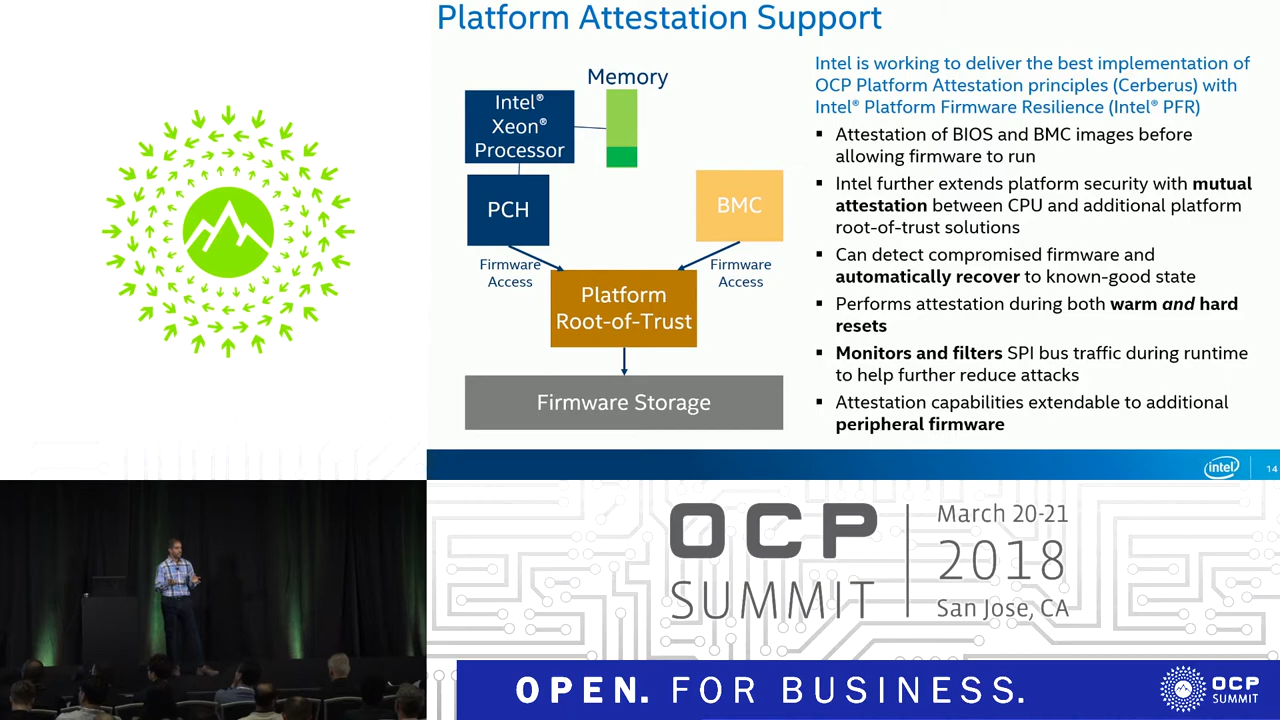 Platform Attestation Support
Memory
Intel®
Xeon®
Processor
PCH
BMC
Firmware
Access
Firmware
Access
Platform
Root-of-Trust
Firmware Storage
Intel is working to deliver the best implementation of
OCP Platform Attestation principles (Cerberus) with
Intel® Platform Firmware Resilience (Intel® PFR)
▪ Attestation of BIOS and BMC images before
allowing firmware to run
▪ Intel further extends platform security with mutual
attestation between CPU and additional platform
root-of-trust solutions
▪ Can detect compromised firmware and
automatically recover to known-good state
▪ Performs attestation during both warm and hard
resets
▪ Monitors and filters SPI bus traffic during runtime
to help further reduce attacks
▪ Attestation capabilities extendable to additional
peripheral firmware
intel
14
OCP
SUMMIT
March 20-21
2018
San Jose, CA
OPEN. FOR BUSINESS.
OCP
SUMMIT